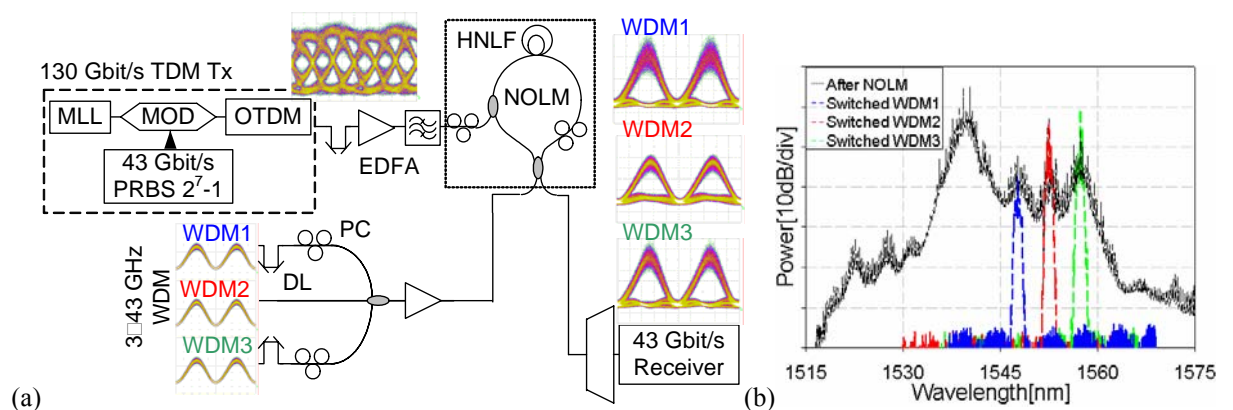 130 Gbit/s TDM Tx
MLL
MOD
OTDM
43 Gbit/s
PRBS 2⁷-1
EDFA
HNLF
NOLM
WDM1
WDM2
WDM3
3□43 GHz
WDM
WDM1
WDM2
WDM3
DL
PC
43 Gbit/s
Receiver
(a)
After NOLM
Switched WDM1
Switched WDM2
Switched WDM3
Power[10dB/div]
1515
1530
1545
1560
1575
Wavelength[nm]
(b)